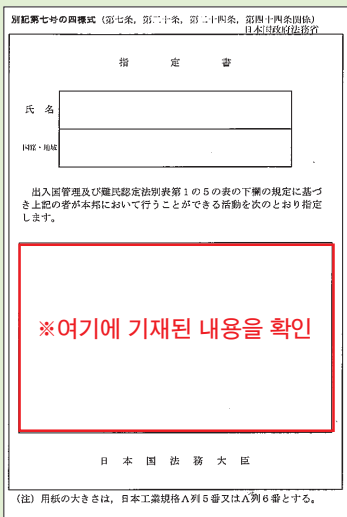 別記第七号の四様式（第七条，第二十条，第二十四条，第四十四条関係）
日本国政府法務省
指 定 書
氏 名
国籍・地域
出入国管理及び難民認定法別表第１の５の表の下欄の規定に基づ
き上記の者が本邦において行うことができる活動を次のとおり指定
します。
※여기에 기재된 내용을 확인
日 本 国 法 務 大 臣
（注）用紙の大きさは，日本工業規格Ａ列５番又はＡ列６番とする。